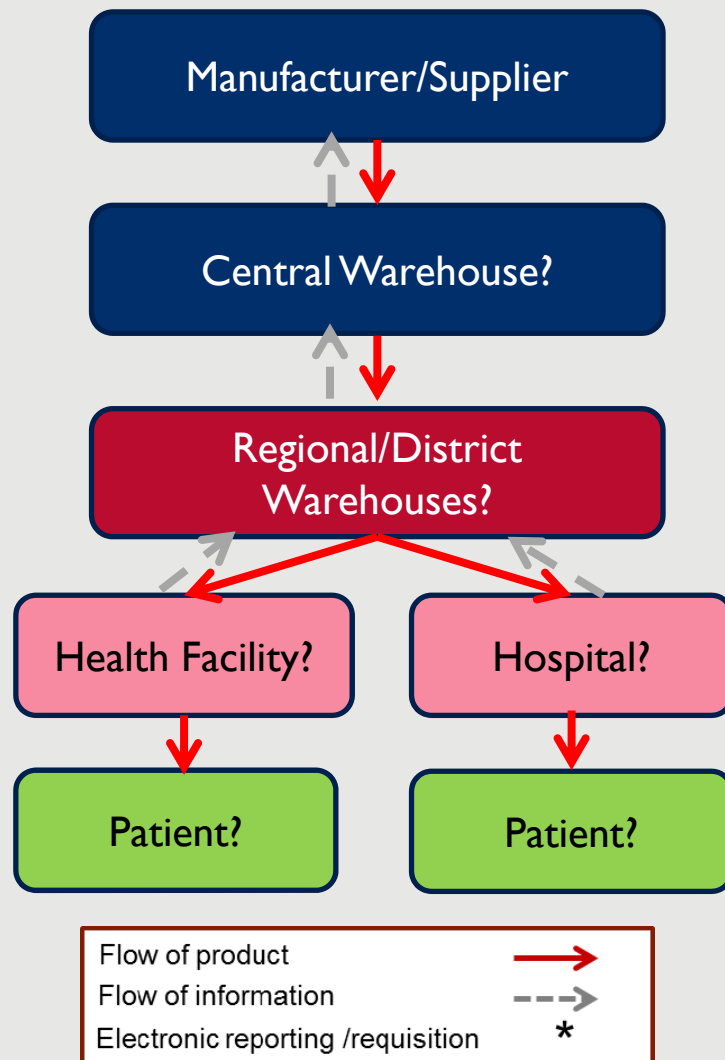 Manufacturer/Supplier
Central Warehouse?
Regional/District
Warehouses?
Health Facility?
Hospital?
Patient?
Patient?
Flow of product
Flow of information
Electronic reporting /requisition *